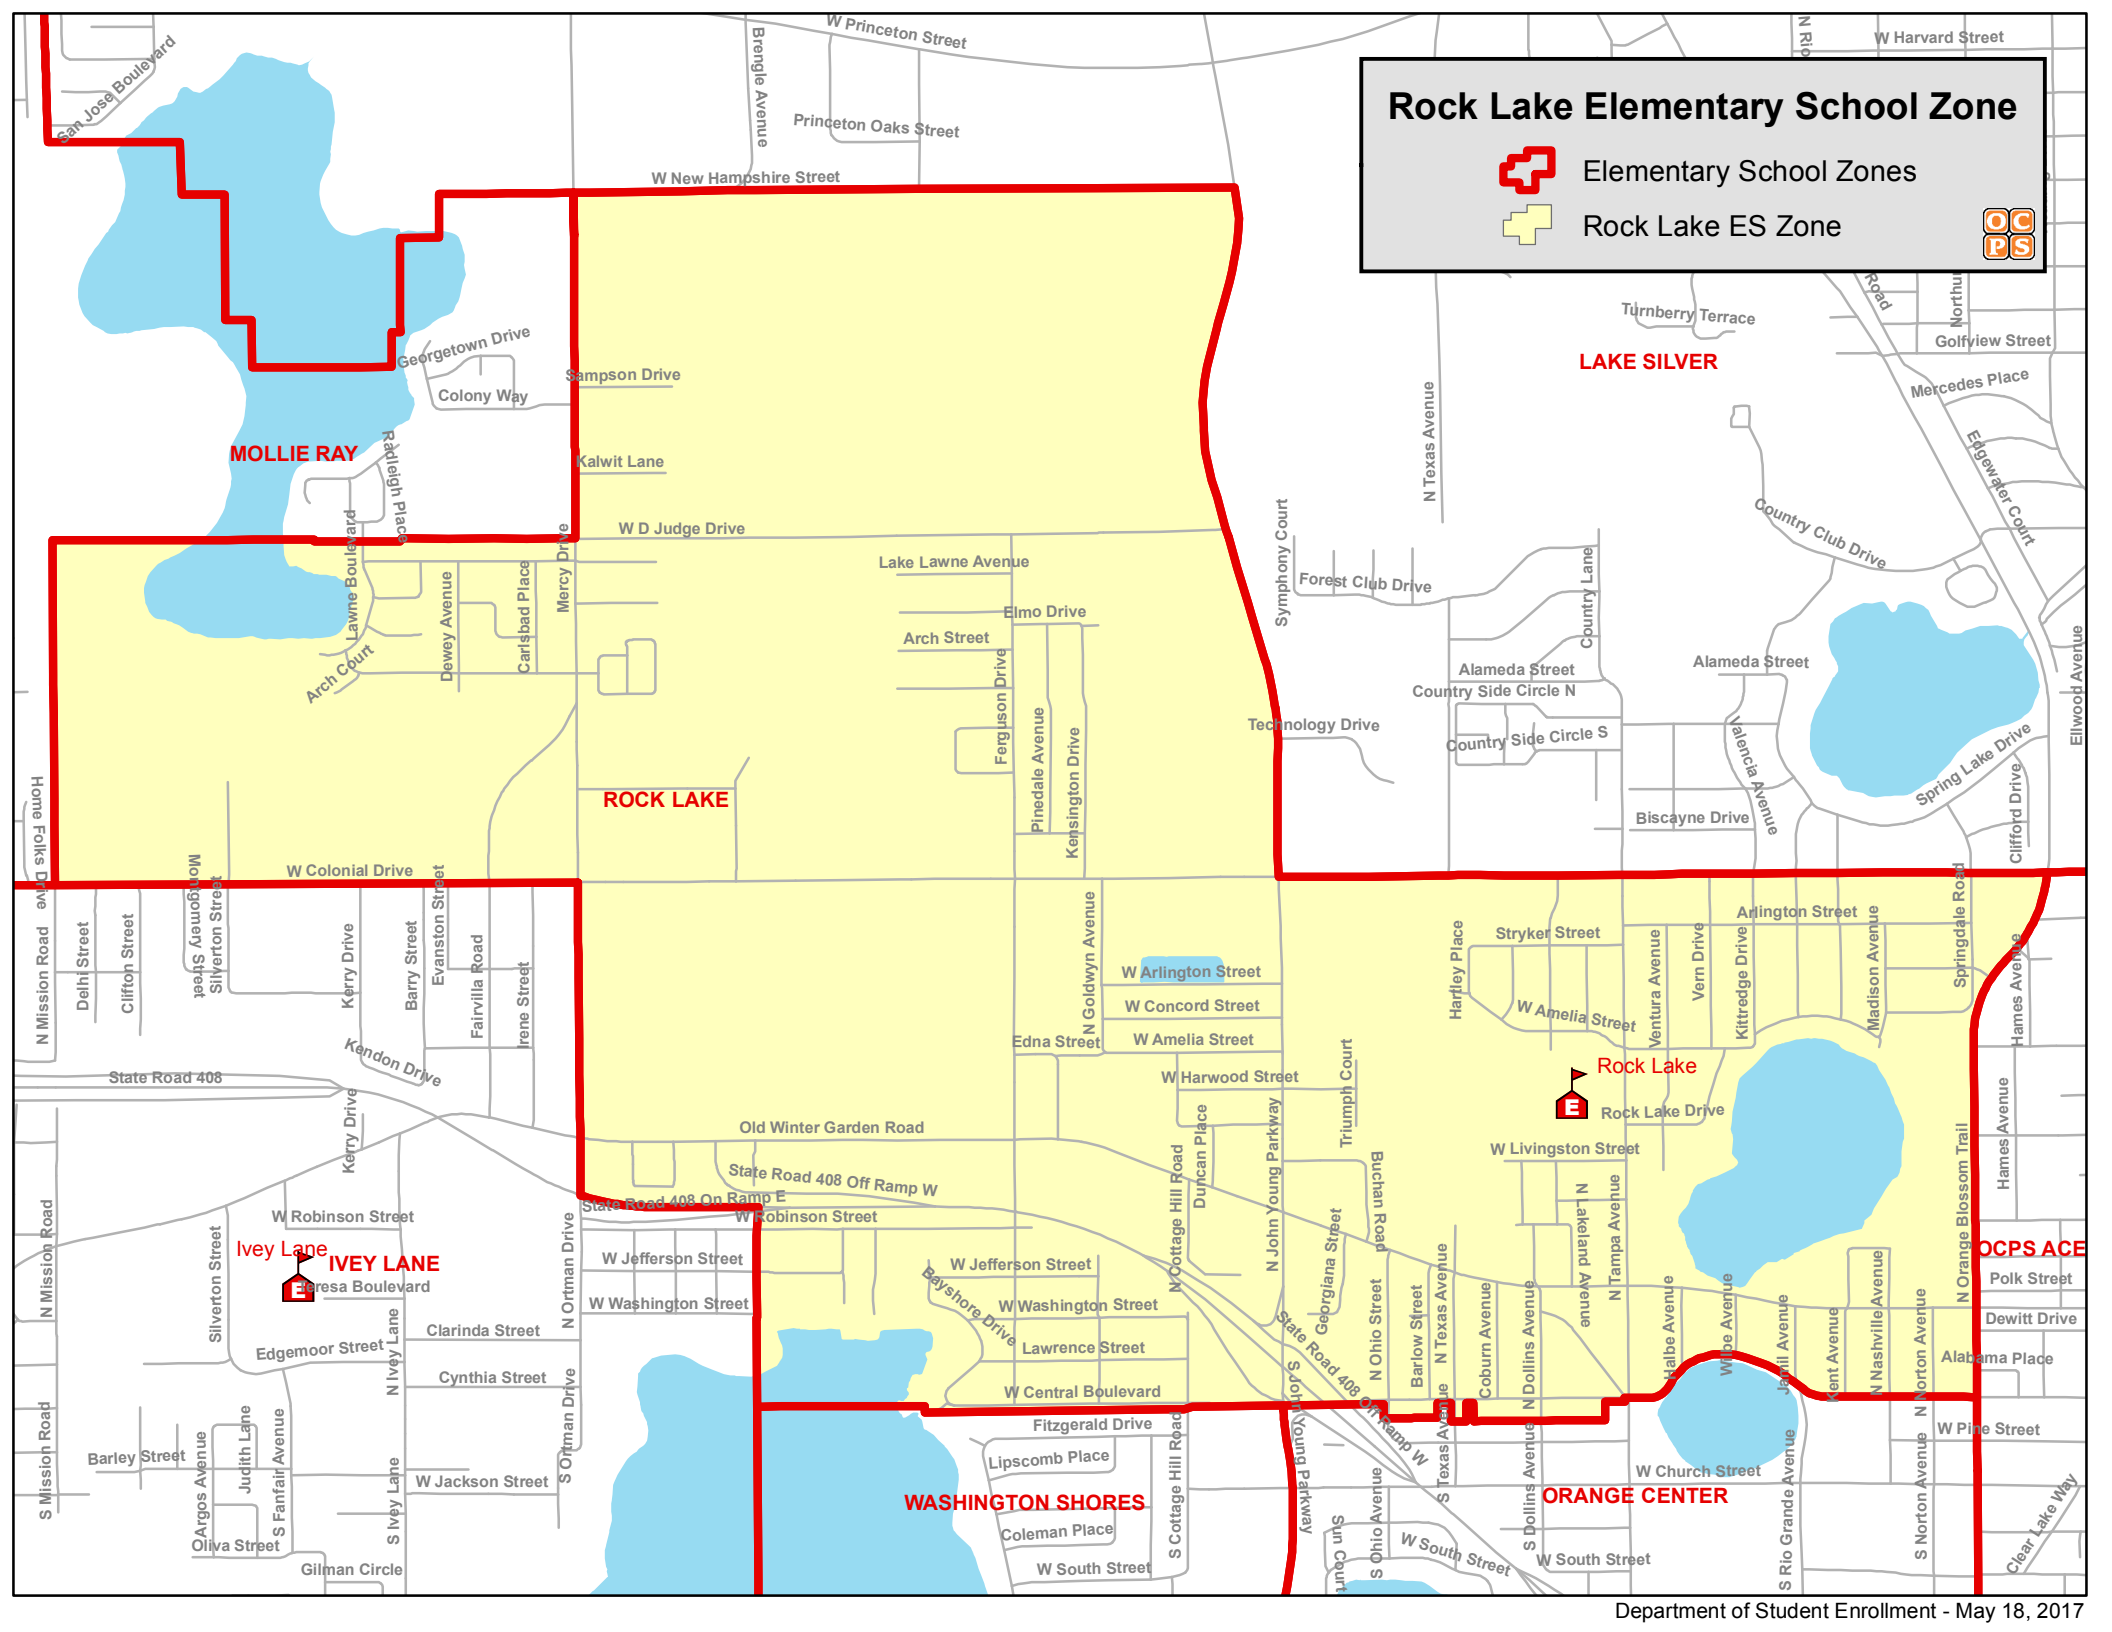 W Princeton Street
N Rio
W Harvard Street
San Jose Boulevard
Brengle Avenue
Princeton Oaks Street
Rock Lake Elementary School Zone
Elementary School Zones
Rock Lake ES Zone
OC
PS
W New Hampshire Street
Road
Northu
Turnberry Terrace
Golfview Street
LAKE SILVER
Georgetown Drive
Colony Way
Sampson Drive
Mercedes Place
N Texas Avenue
MOLLIE RAY
Radleigh Place
Kalwit Lane
Edgewater Court
Country Club Drive
W D Judge Drive
Symphony Court
Lawne Boulevard
Mercy Drive
Carlsbad Place
Dewey Avenue
Arch Court
Lake Lawne Avenue
Elmo Drive
Arch Street
Ferguson Drive
Pinedale Avenue
Kensington Drive
Forest Club Drive
Country Lane
Alameda Street
Country Side Circle N
Country Side Circle S
Technology Drive
Alameda Street
Valencia Avenue
Biscayne Drive
Spring Lake Drive
Clifford Drive
Ellwood Avenue
ROCK LAKE
Home Folks Drive
W Colonial Drive
Montgomery Street
Silverton Street
Delhi Street
Clifton Street
N Mission Road
Kerry Drive
Barry Street
Evanston Street
Fairvilla Road
Irene Street
Kendon Drive
State Road 408
Kerry Drive
N Goldwyn Avenue
W Arlington Street
W Concord Street
W Amelia Street
Edna Street
W Harwood Street
Triumph Court
Duncan Place
N Cottage Hill Road
N John Young Parkway
Hartley Place
Stryker Street
W Amelia Street
Arlington Street
Ventura Avenue
Vern Drive
Kittredge Drive
Madison Avenue
Springdale Road
Hames Avenue
Rock Lake
E
Rock Lake Drive
W Livingston Street
Old Winter Garden Road
State Road 408 Off Ramp W
State Road 408 On Ramp E
W Robinson Street
W Robinson Street
N Mission Road
Silverton Street
Ivey Lane
E
IVEY LANE
Teresa Boulevard
Clarinda Street
Edgemoor Street
Cynthia Street
N Ivey Lane
N Ortman Drive
S Ortman Drive
W Jefferson Street
W Washington Street
W Jefferson Street
Bayshore Drive
W Washington Street
Lawrence Street
W Central Boulevard
Buchan Road
Georgiana Street
N Ohio Street
Barlow Street
N Texas Avenue
Coburn Avenue
N Dollins Avenue
N Lakeland Avenue
N Tampa Avenue
Halbe Avenue
Wilbe Avenue
Jamil Avenue
Kent Avenue
N Nashville Avenue
N Norton Avenue
N Orange Blossom Trail
Hames Avenue
OCPS ACE
Polk Street
Dewitt Drive
Alabama Place
W Pine Street
State Road 408 Off Ramp W
S John Young Parkway
Fitzgerald Drive
Lipscomb Place
WASHINGTON SHORES
Coleman Place
W South Street
S Cottage Hill Road
S Mission Road
Barley Street
Argos Avenue
Judith Lane
S Fanfair Avenue
S Ivey Lane
W Jackson Street
Oliva Street
Gilman Circle
Sun Court
S Ohio Avenue
S Texas Avenue
S Dollins Avenue
W South Street
W South Street
W Church Street
ORANGE CENTER
S Rio Grande Avenue
S Norton Avenue
Clear Lake Way
Department of Student Enrollment - May 18, 2017